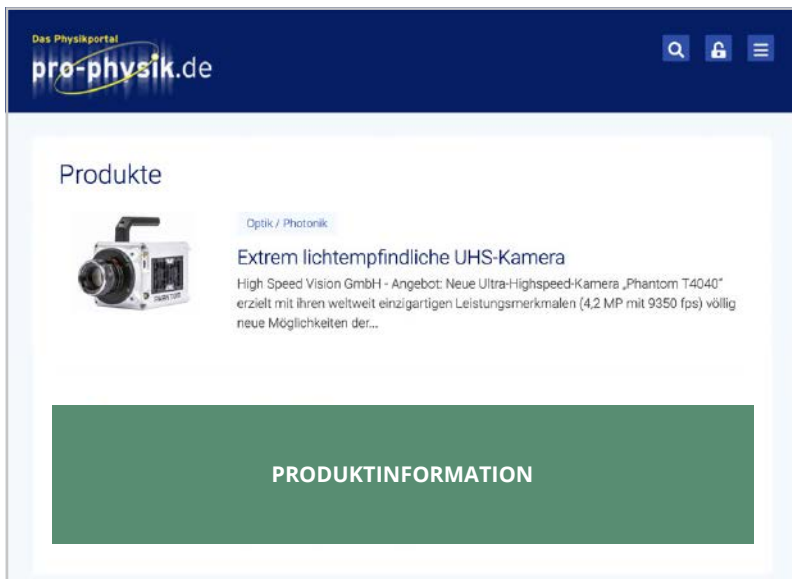 Das Physikportal
pro-physik.de
Produkte
Optik / Photonik
Extrem lichtempfindliche UHS-Kamera
High Speed Vision GmbH - Angebot: Neue Ultra-Highspeed-Kamera „Phantom T4040“
erzielt mit ihren weltweit einzigartigen Leistungsmerkmalen (4,2 MP mit 9350 fps) völlig
neue Möglichkeiten der...
PHANTOM
PRODUKTINFORMATION